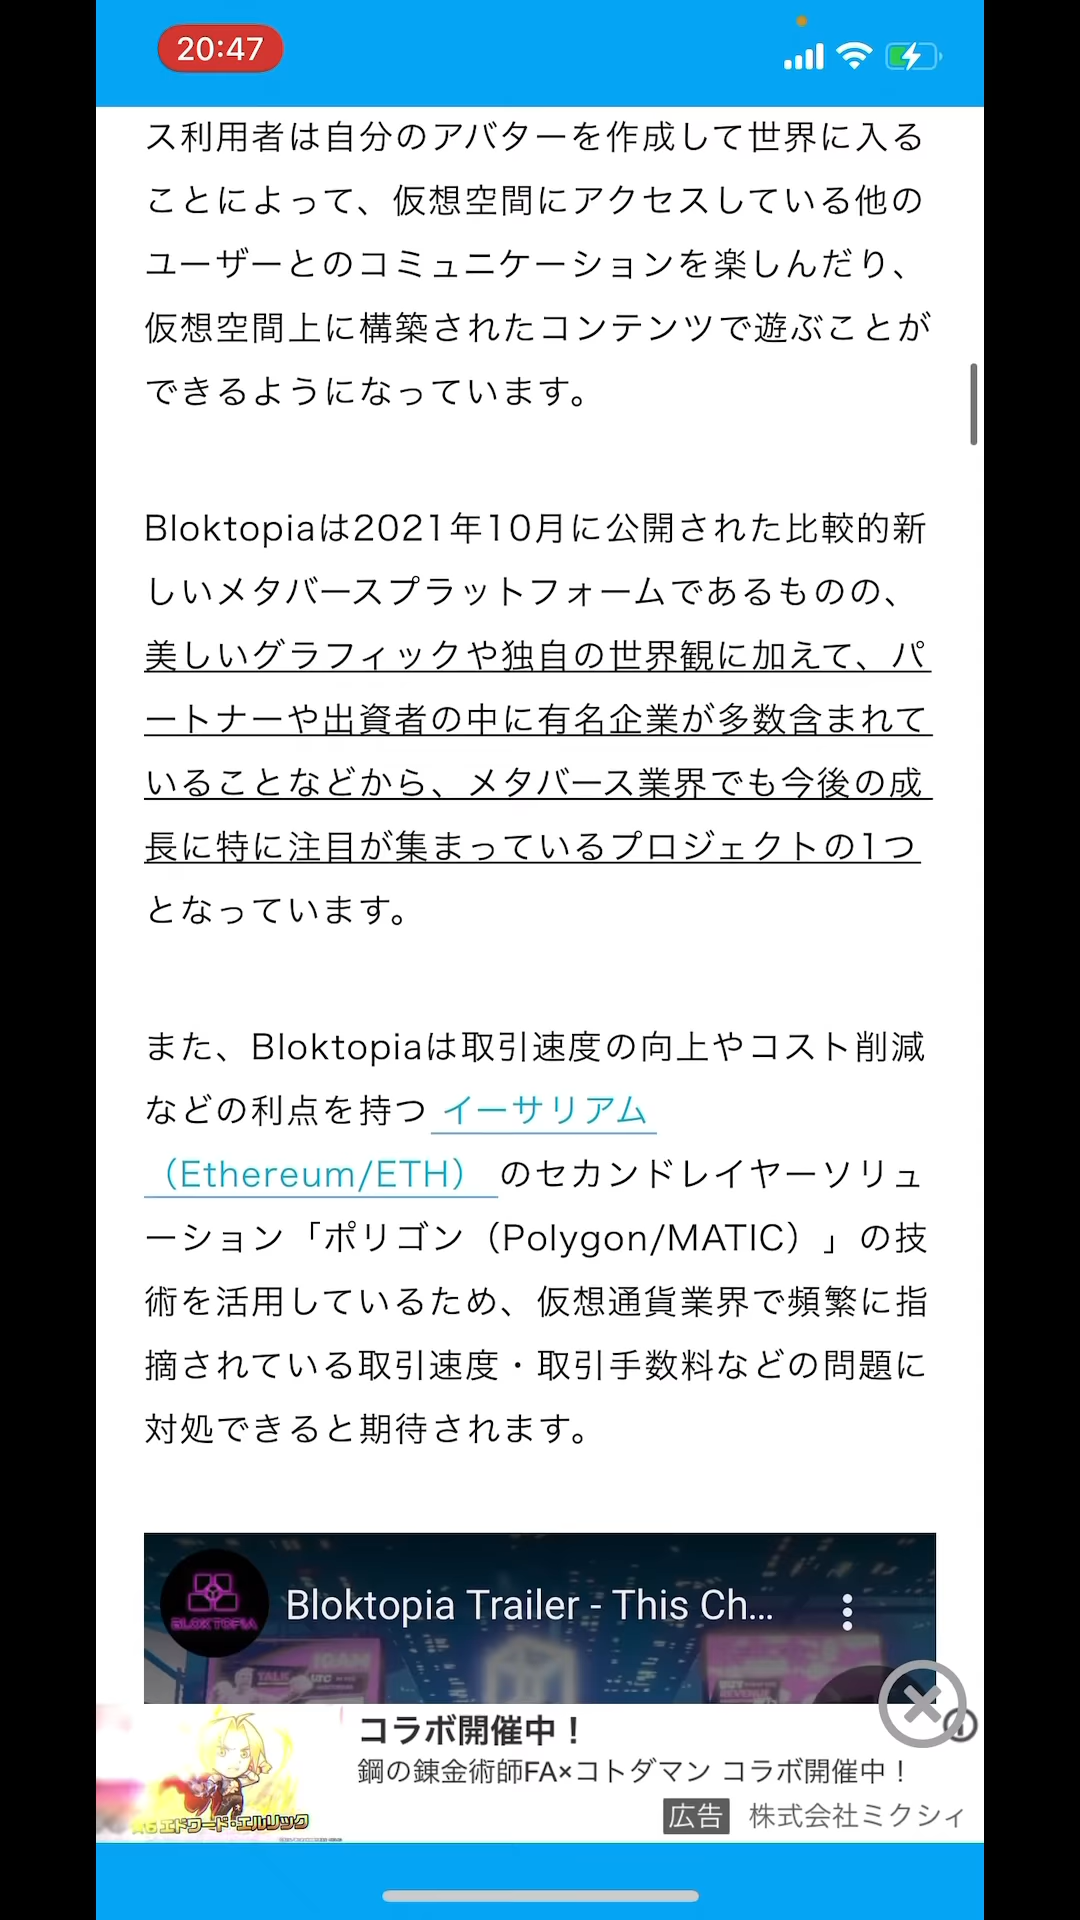 20:47
ス利用者は自分のアバターを作成して世界に入る
ことによって、仮想空間にアクセスしている他の
ユーザーとのコミュニケーションを楽しんだり、
仮想空間上に構築されたコンテンツで遊ぶことが
できるようになっています。
Bloktopiaは2021年10月に公開された比較的新
しいメタバースプラットフォームであるものの、
美しいグラフィックや独自の世界観に加えて、パ
ートナーや出資者の中に有名企業が多数含まれて
いることなどから、メタバース業界でも今後の成
長に特に注目が集まっているプロジェクトの1つ
となっています。
また、Bloktopiaは取引速度の向上やコスト削減
などの利点を持つ イーサリアム
（Ethereum/ETH） のセカンドレイヤーソリュ
ーション「ポリゴン（Polygon/MATIC）」の技
術を活用しているため、仮想通貨業界で頻繁に指
摘されている取引速度・取引手数料などの問題に
対処できると期待されます。
BLOKTOPIA
Bloktopia Trailer - This Ch...
TALK
コラボ開催中！
鋼の錬金術師FA×コトダマン コラボ開催中！
広告 株式会社ミクシィ
★6 エドワード・エルリック